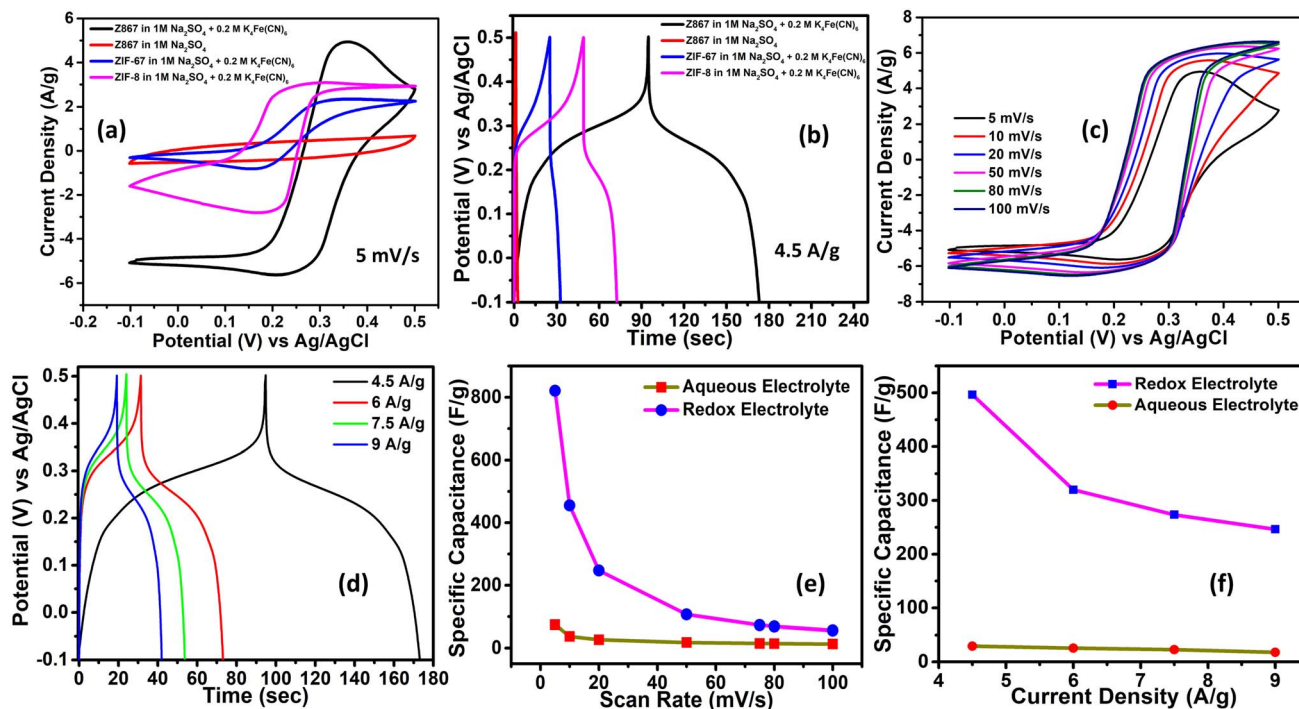 (a)
Z867 in 1M Na₂SO₄ + 0.2 M K₄Fe(CN)₆
Z867 in 1M Na₂SO₄
ZIF-67 in 1M Na₂SO₄ + 0.2 M K₄Fe(CN)₆
ZIF-8 in 1M Na₂SO₄ + 0.2 M K₄Fe(CN)₆
5 mV/s
Current Density (A/g)
6
4
2
0
-2
-4
-6
-0.2 -0.1 0.0 0.1 0.2 0.3 0.4 0.5
Potential (V) vs Ag/AgCl
(b)
Z867 in 1M Na₂SO₄ + 0.2 M K₄Fe(CN)₆
Z867 in 1M Na₂SO₄
ZIF-67 in 1M Na₂SO₄ + 0.2 M K₄Fe(CN)₆
ZIF-8 in 1M Na₂SO₄ + 0.2 M K₄Fe(CN)₆
4.5 A/g
Potential (V) vs Ag/AgCl
0.5
0.4
0.3
0.2
0.1
0.0
-0.1
0 30 60 90 120 150 180 210 240
Time (sec)
(c)
5 mV/s
10 mV/s
20 mV/s
50 mV/s
80 mV/s
100 mV/s
Current Density (A/g)
8
6
4
2
0
-2
-4
-6
-8
-0.1 0.0 0.1 0.2 0.3 0.4 0.5
Potential (V) vs Ag/AgCl
(d)
4.5 A/g
6 A/g
7.5 A/g
9 A/g
Potential (V) vs Ag/AgCl
0.5
0.4
0.3
0.2
0.1
0.0
-0.1
0 20 40 60 80 100 120 140 160 180
Time (sec)
(e)
Aqueous Electrolyte
Redox Electrolyte
Specific Capacitance (F/g)
800
600
400
200
0
0 20 40 60 80 100
Scan Rate (mV/s)
(f)
Redox Electrolyte
Aqueous Electrolyte
Specific Capacitance (F/g)
500
400
300
200
100
0
4 5 6 7 8 9
Current Density (A/g)